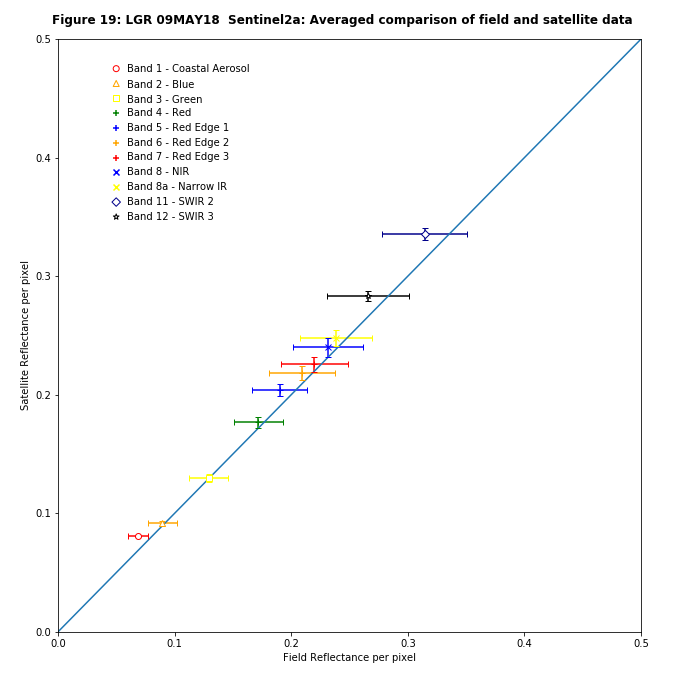 Figure 19: LGR 09MAY18  Sentinel2a: Averaged comparison of field and satellite data
0.5
Band 1 - Coastal Aerosol
Band 2 - Blue
Band 3 - Green
Band 4 - Red
Band 5 - Red Edge 1
Band 6 - Red Edge 2
Band 7 - Red Edge 3
Band 8 - NIR
Band 8a - Narrow IR
Band 11 - SWIR 2
Band 12 - SWIR 3
0.4
0.3
0.2
0.1
0.0
Satellite Reflectance per pixel
0.0 0.1 0.2 0.3 0.4 0.5
Field Reflectance per pixel